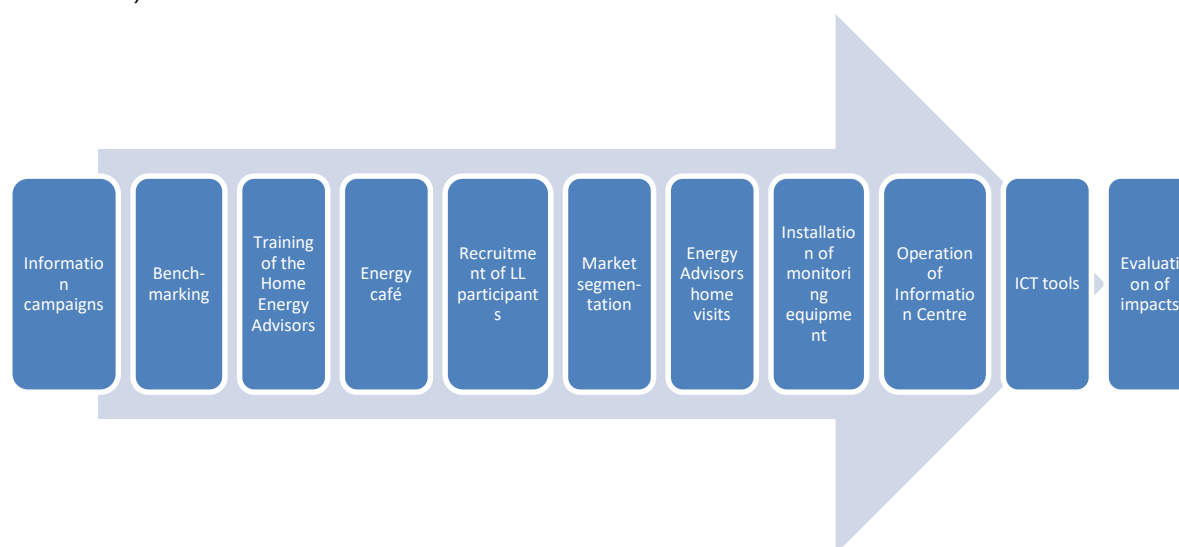 Informatio
n
campaigns
Bench-
marking
Training
of the
Home
Energy
Advisors
Energy
café
Recruitme
nt of LL
participant
s
Market
segmen-
tation
Energy
Advisors
home
visits
Installatio
n of
monitori
ng
equipme
nt
Operation
of
Informatio
n Centre
ICT tools
Evaluati
on of
impacts